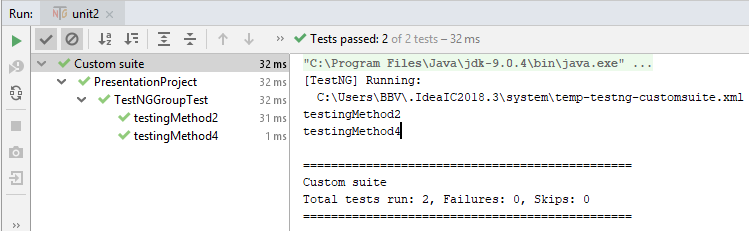 Run: unit2
Tests passed: 2 of 2 tests – 32 ms
Custom suite 32 ms
PresentationProject 32 ms
TestNGGroupTest 32 ms
testingMethod2 31 ms
testingMethod4 1 ms
"C:\Program Files\Java\jdk-9.0.4\bin\java.exe" ...
[TestNG] Running:
C:\Users\BBV\.IdeaIC2018.3\system\temp-testng-customsuite.xml
testingMethod2
testingMethod4
===============================================
Custom suite
Total tests run: 2, Failures: 0, Skips: 0
===============================================